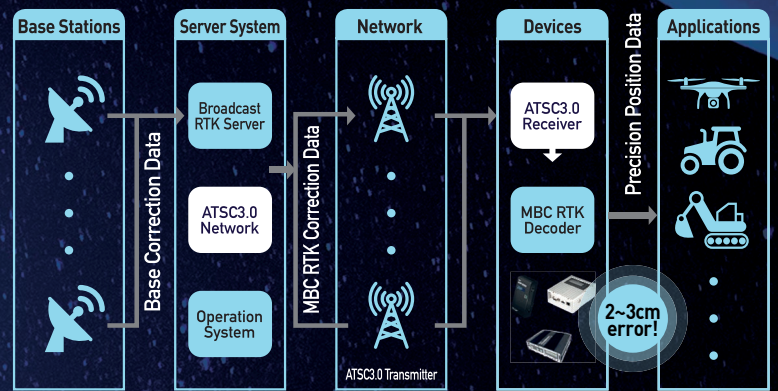 Base Stations
Server System
Network
Devices
Applications
Broadcast
RTK Server
ATSC3.0
Network
Operation
System
Base Correction Data
MBC RTK Correction Data
ATSC3.0 Transmitter
ATSC3.0
Receiver
MBC RTK
Decoder
2~3cm
error!
Precision Position Data